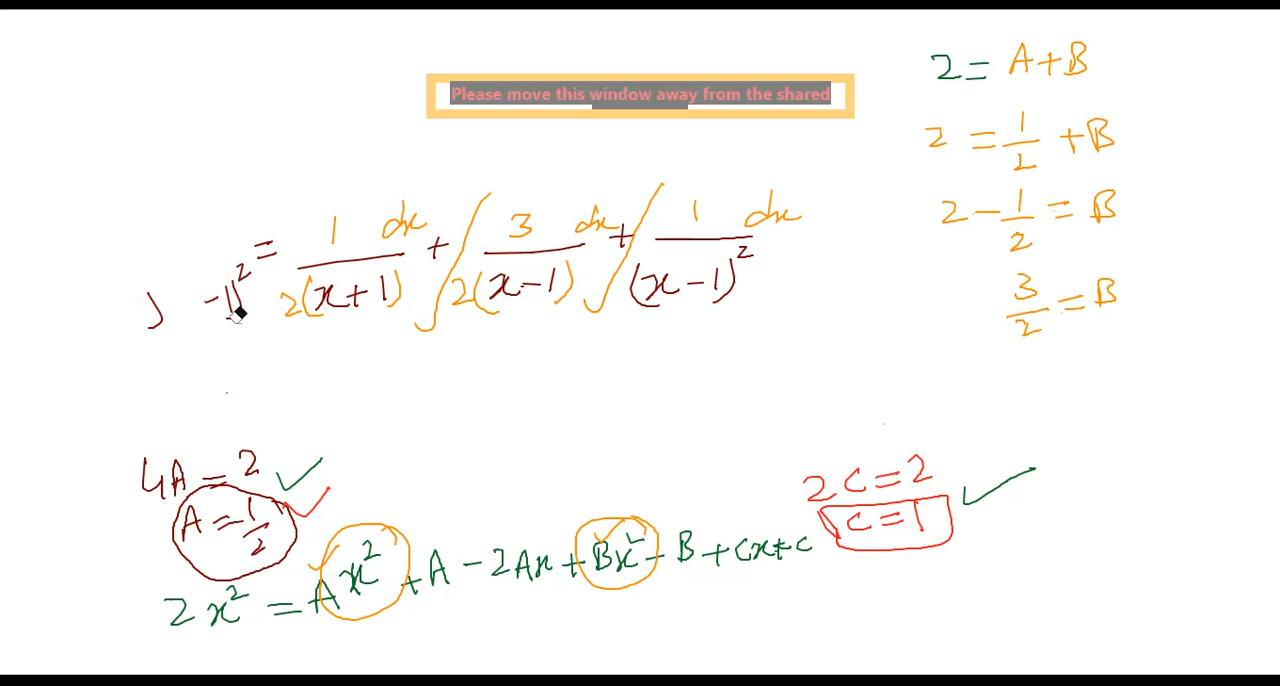 Please move this window away from the shared
2 = A + B
2 = 1/2 + B
2 - 1/2 = B
3/2 = B
-1)² = 1/2(x+1) dx + ∫ 3/2(x-1) dx + ∫ 1/(x-1)² dx
4A = 2 ✓
A = 1/2 ✓
2C = 2
C = 1 ✓
2x² = Ax² + A - 2Ax + Bx² - B + Cx + C